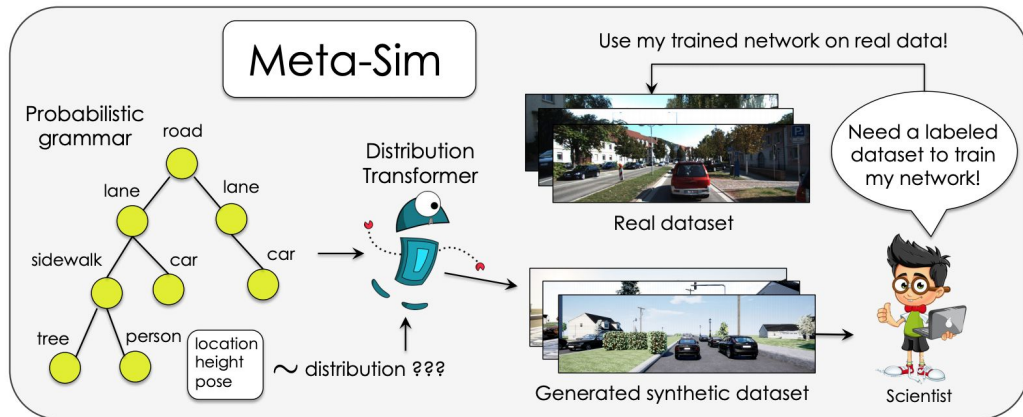 Meta-Sim
Use my trained network on real data!
Probabilistic
grammar
road
lane
lane
sidewalk
car
car
tree
person
location
height
pose
~ distribution ???
Distribution
Transformer
Real dataset
Generated synthetic dataset
Need a labeled
dataset to train
my network!
Scientist